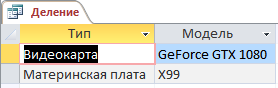 Деление
Тип Модель
Видеокарта GeForce GTX 1080
Материнская плата X99